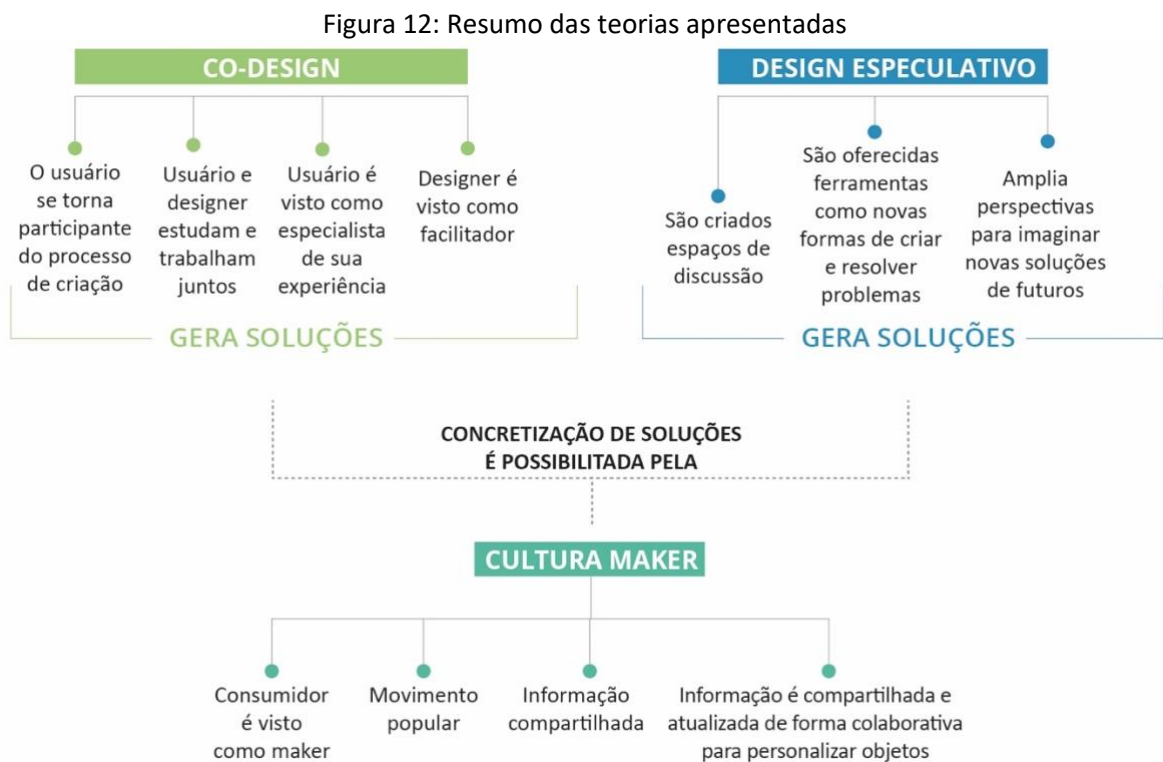 Figura 12: Resumo das teorias apresentadas
CO-DESIGN
O usuário
se torna
participante
do processo
de criação
Usuário e
designer
estudam e
trabalham
juntos
Usuário é
visto como
especialista
de sua
experiência
Designer é
visto como
facilitador
GERA SOLUÇÕES
DESIGN ESPECULATIVO
São criados
espaços de
discussão
São oferecidas
ferramentas
como novas
formas de criar
e resolver
problemas
Amplia
perspectivas
para imaginar
novas soluções
de futuros
GERA SOLUÇÕES
CONCRETIZAÇÃO DE SOLUÇÕES
É POSSIBILITADA PELA
CULTURA MAKER
Consumidor
é visto
como maker
Movimento
popular
Informação
compartilhada
Informação é compartilhada e
atualizada de forma colaborativa
para personalizar objetos